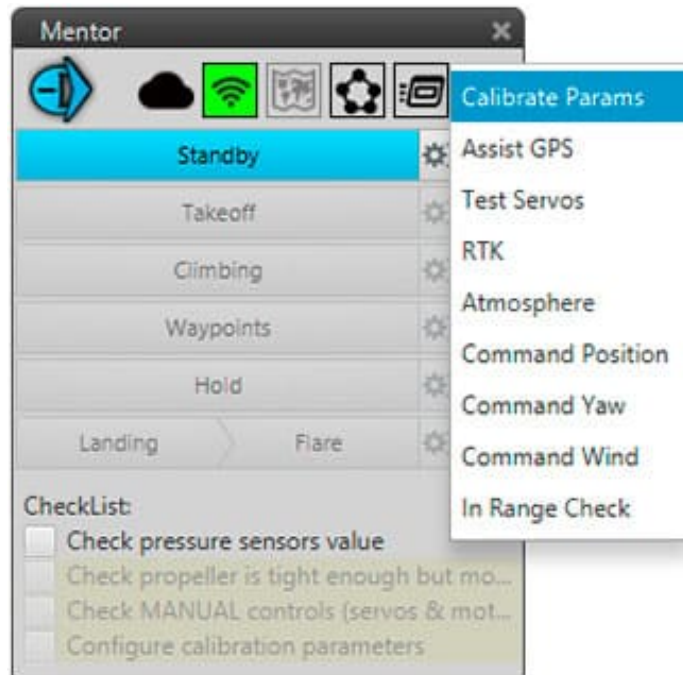 Mentor
Calibrate Params
Assist GPS
Test Servos
RTK
Atmosphere
Command Position
Command Yaw
Command Wind
In Range Check
Standby
Takeoff
Climbing
Waypoints
Hold
Landing
Flare
CheckList:
Check pressure sensors value
Check propeller is tight enough but mo...
Check MANUAL controls (servos & mot...
Configure calibration parameters